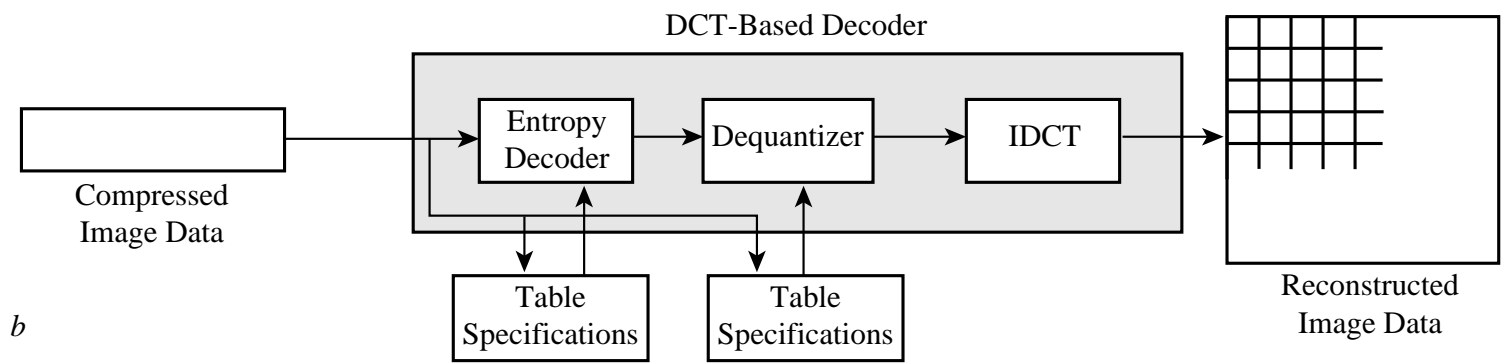 DCT-Based Decoder
Compressed
Image Data
Entropy
Decoder
Dequantizer
IDCT
Table
Specifications
Table
Specifications
Reconstructed
Image Data
b